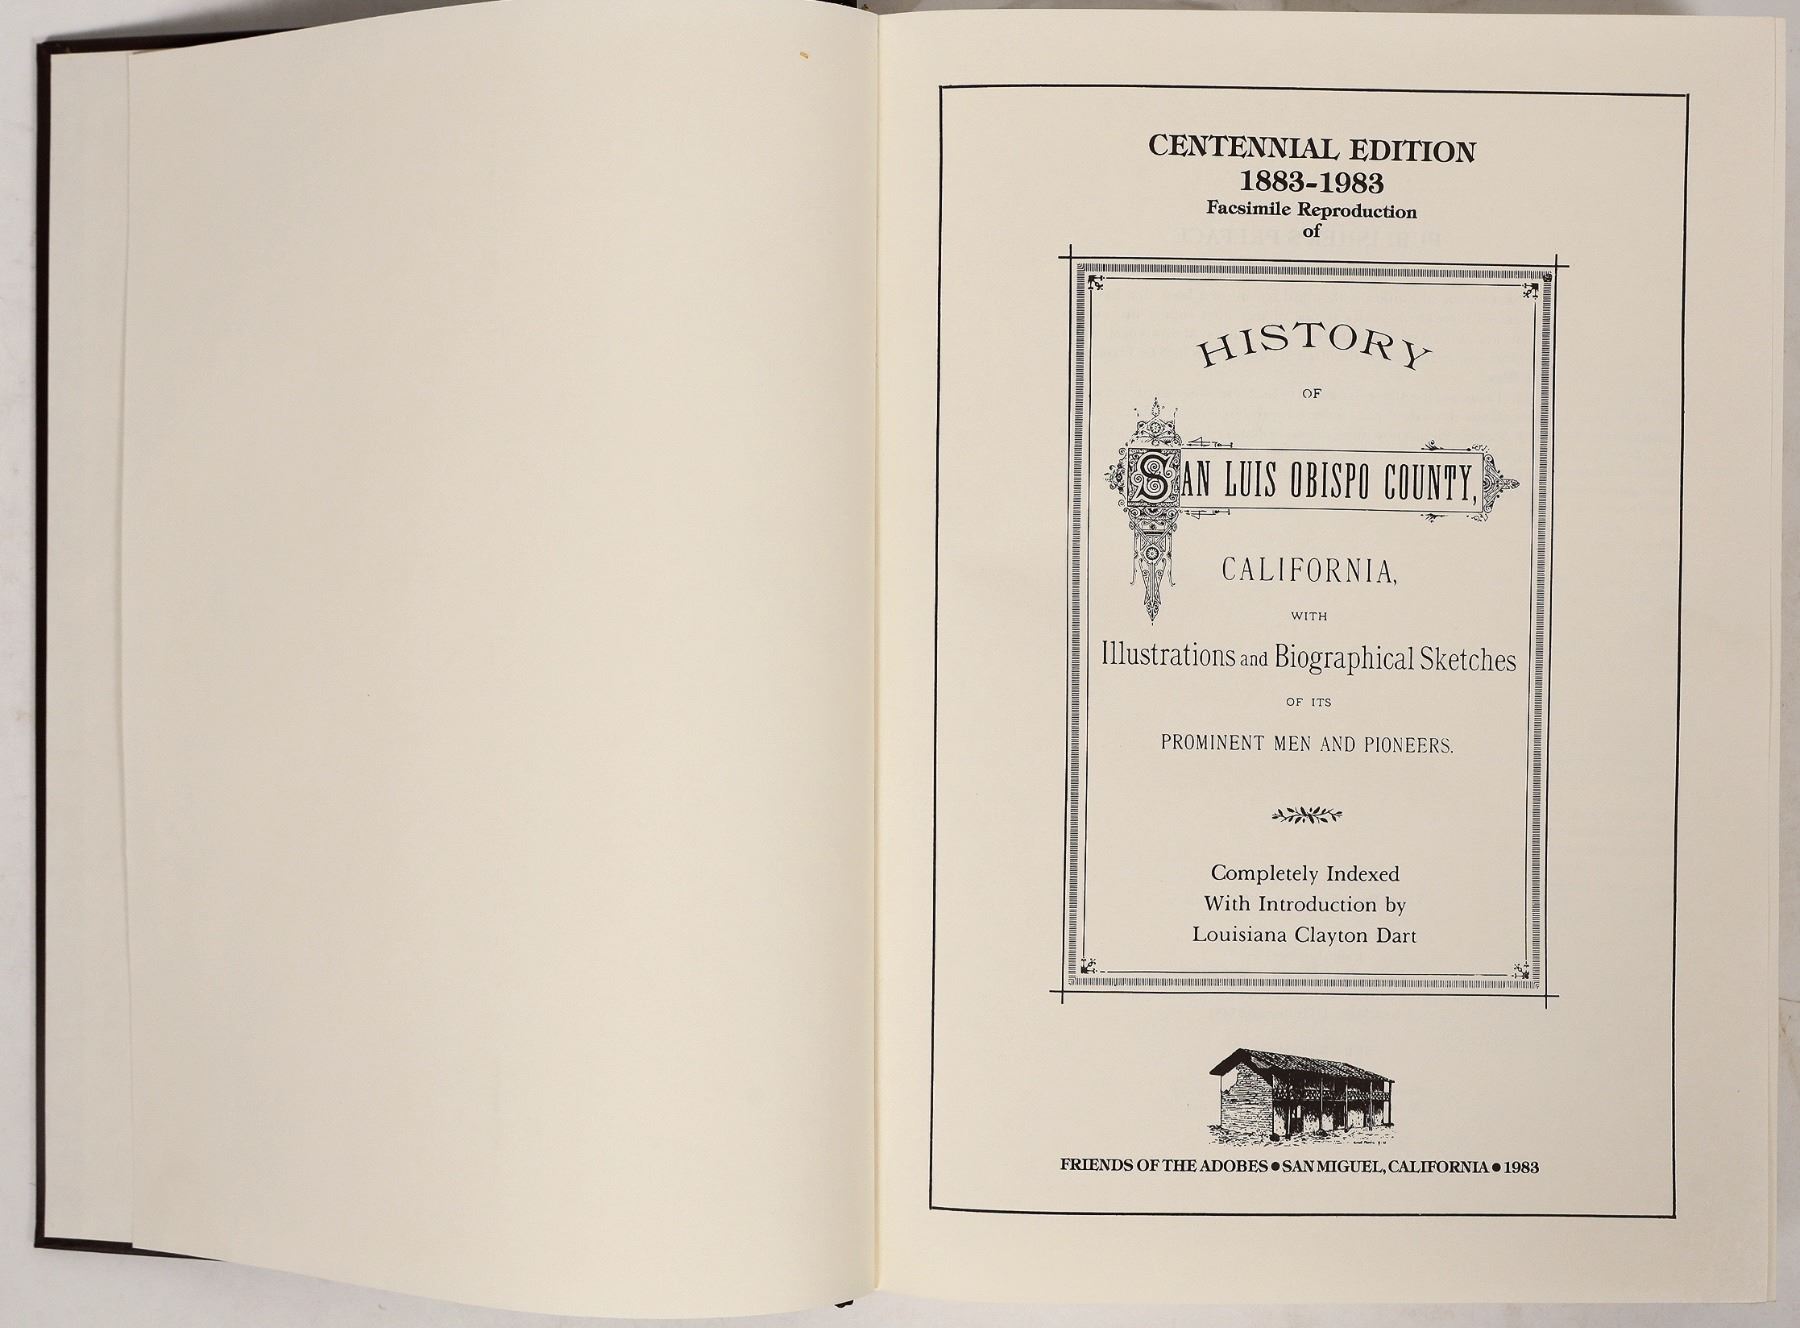 CENTENNIAL EDITION
1883-1983
Facsimile Reproduction
of
HISTORY
OF
SAN LUIS OBISPO COUNTY,
CALIFORNIA,
WITH
Illustrations and Biographical Sketches
OF ITS
PROMINENT MEN AND PIONEERS.
Completely Indexed
With Introduction by
Louisiana Clayton Dart
FRIENDS OF THE ADOBES • SAN MIGUEL, CALIFORNIA • 1983